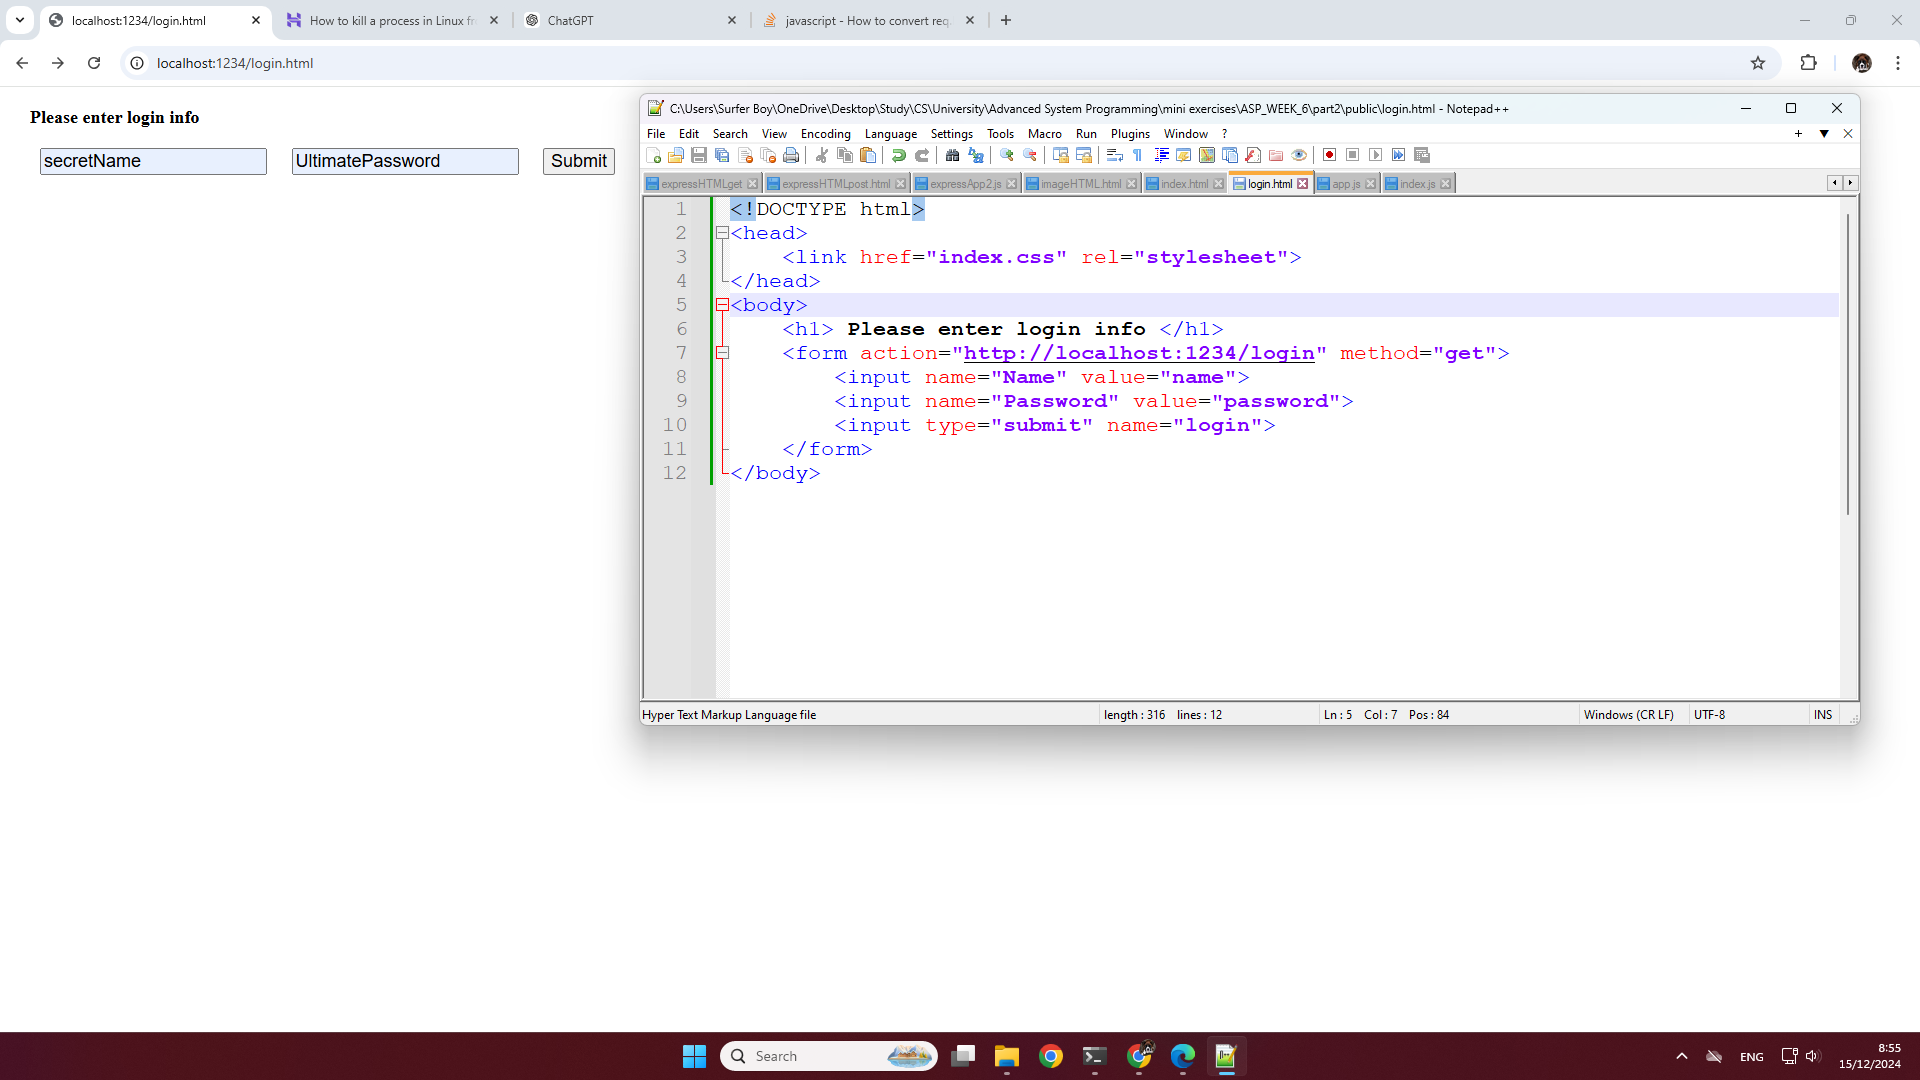 localhost:1234/login.html
How to kill a process in Linux fr
ChatGPT
javascript - How to convert req
localhost:1234/login.html
Please enter login info
secretName
UltimatePassword
Submit
C:\Users\Surfer Boy\OneDrive\Desktop\Study\CS\University\Advanced System Programming\mini exercises\ASP_WEEK_6\part2\public\login.html - Notepad++
File Edit Search View Encoding Language Settings Tools Macro Run Plugins Window ?
expressHTMLget
expressHTMLpost.html
expressApp2.js
imageHTML.html
index.html
login.html
app.js
index.js
1 <!DOCTYPE html>
2 <head>
3 <link href="index.css" rel="stylesheet">
4 </head>
5 <body>
6 <h1> Please enter login info </h1>
7 <form action="http://localhost:1234/login" method="get">
8 <input name="Name" value="name">
9 <input name="Password" value="password">
10 <input type="submit" name="login">
11 </form>
12 </body>
Hyper Text Markup Language file
length : 316 lines : 12
Ln : 5 Col : 7 Pos : 84
Windows (CR LF)
UTF-8
INS
Search
ENG
8:55
15/12/2024